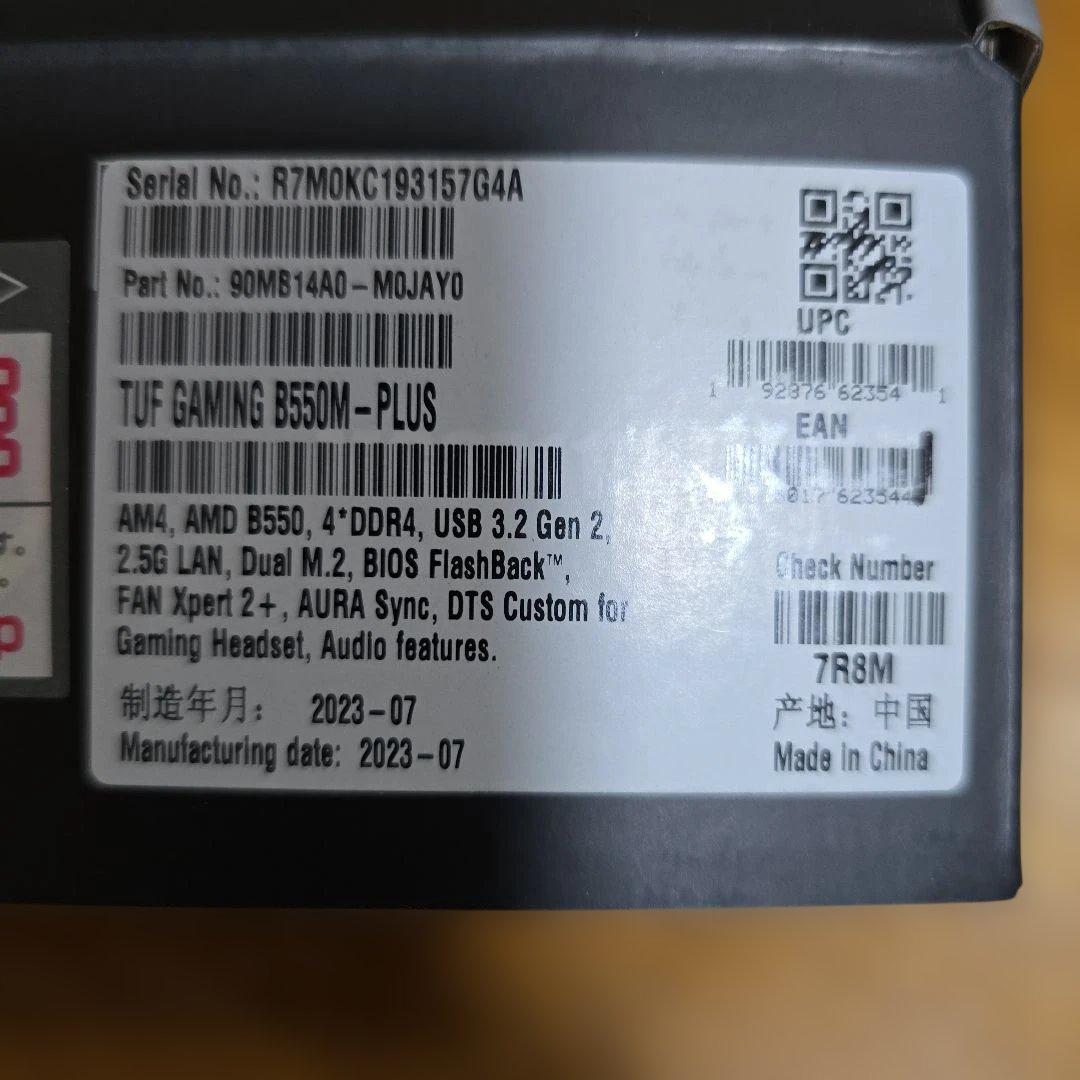 Serial No.: R7M0KC193157G4A
Part No.: 90MB14A0-M0JAY0
UPC
1 92876 62354 1
TUF GAMING B550M-PLUS
EAN
AM4, AMD B550, 4*DDR4, USB 3.2 Gen 2,
2.5G LAN, Dual M.2, BIOS FlashBack™,
FAN Xpert 2+, AURA Sync, DTS Custom for
Gaming Headset, Audio features.
Check Number
7R8M
制造年月: 2023-07
Manufacturing date: 2023-07
产地: 中国
Made in China
す。